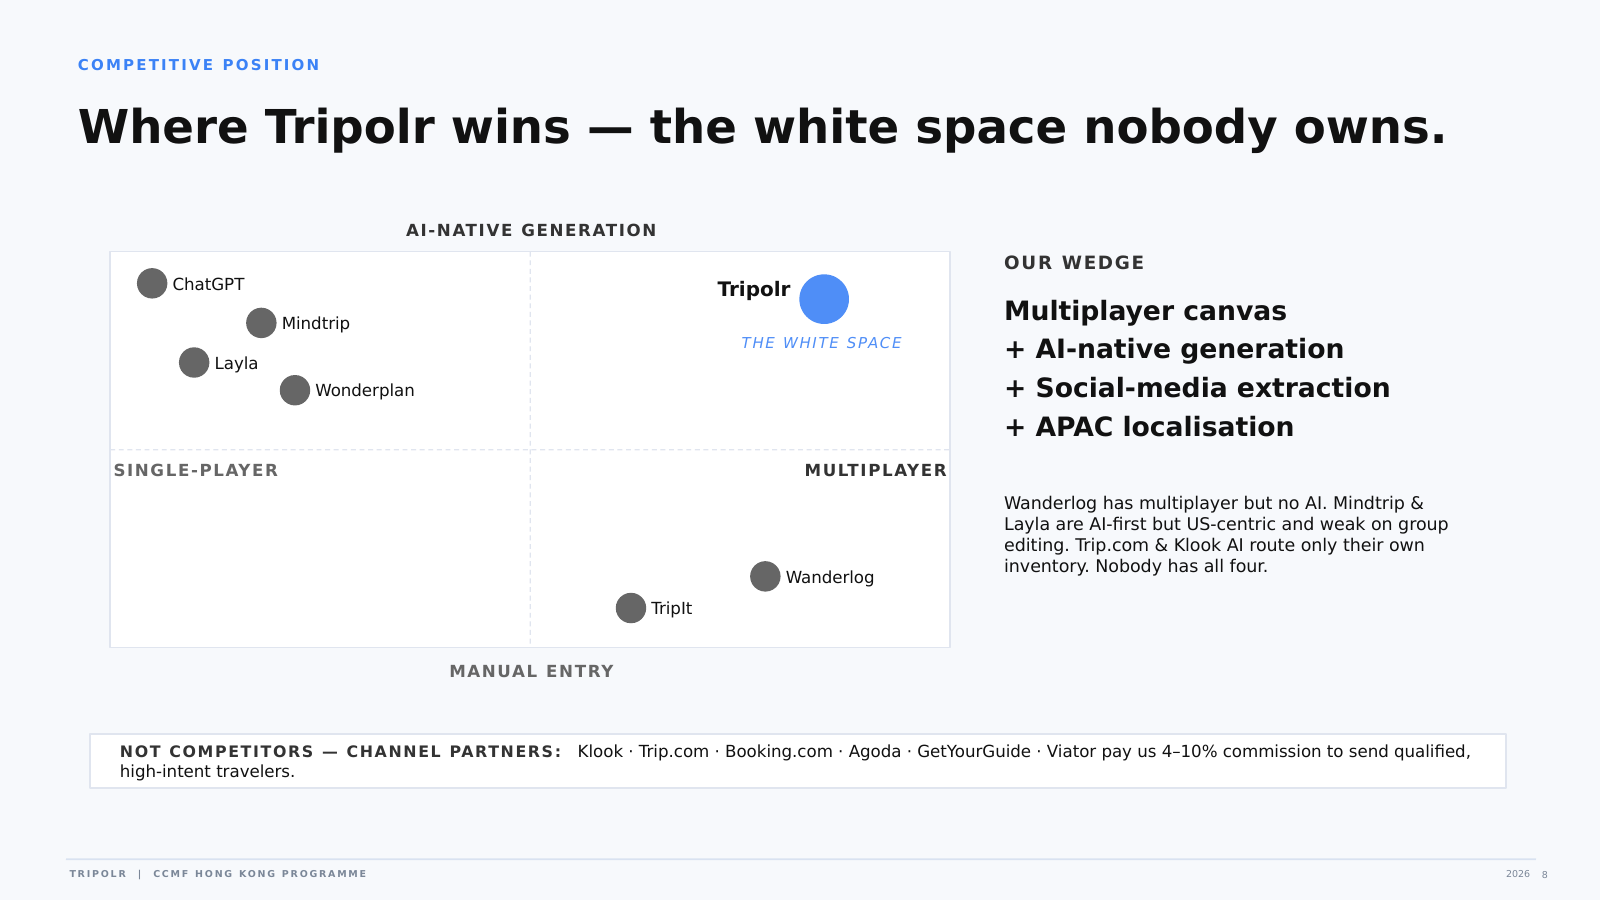 COMPETITIVE POSITION
Where Tripolr wins — the white space nobody owns.
AI-NATIVE GENERATION
ChatGPT
Mindtrip
Layla
Wonderplan
Tripolr
THE WHITE SPACE
SINGLE-PLAYER
MULTIPLAYER
Wanderlog
TripIt
MANUAL ENTRY
OUR WEDGE
Multiplayer canvas
+ AI-native generation
+ Social-media extraction
+ APAC localisation
Wanderlog has multiplayer but no AI. Mindtrip &
Layla are AI-first but US-centric and weak on group
editing. Trip.com & Klook AI route only their own
inventory. Nobody has all four.
NOT COMPETITORS — CHANNEL PARTNERS: Klook · Trip.com · Booking.com · Agoda · GetYourGuide · Viator pay us 4–10% commission to send qualified,
high-intent travelers.
TRIPOLR | CCMF HONG KONG PROGRAMME
2026 8